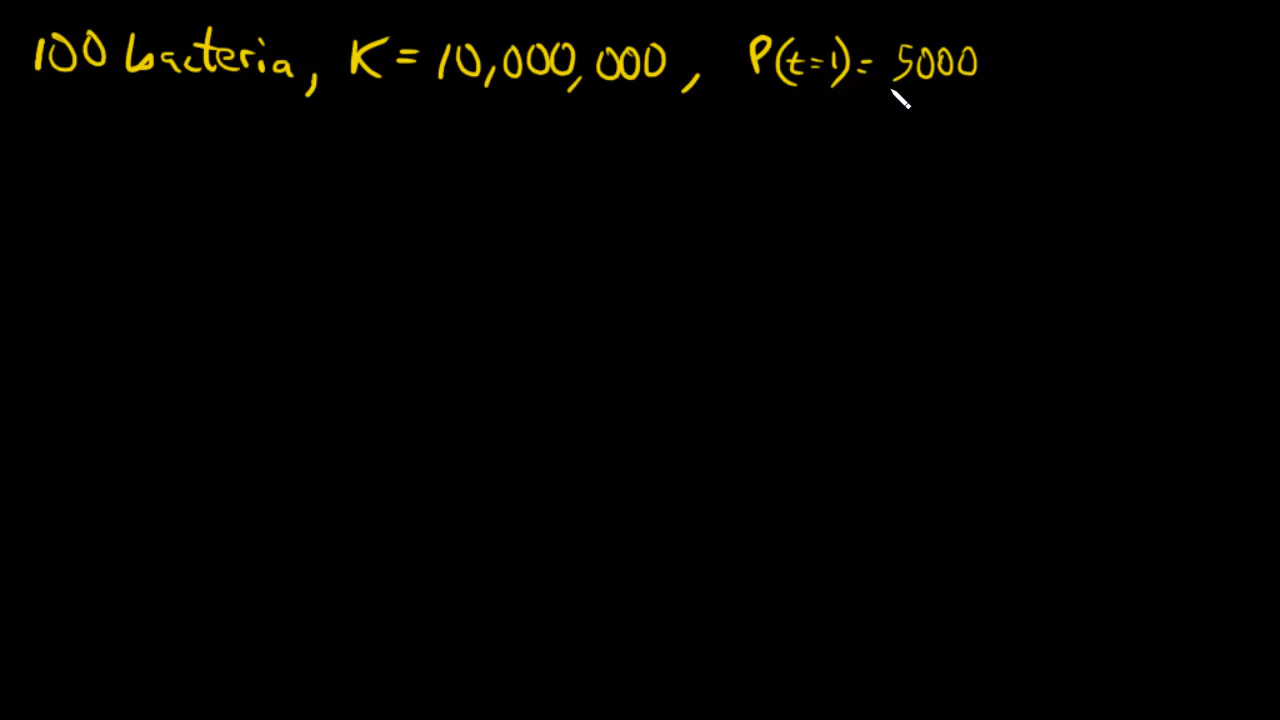 100 bacteria, K = 10,000,000, P(t=1)= 5000